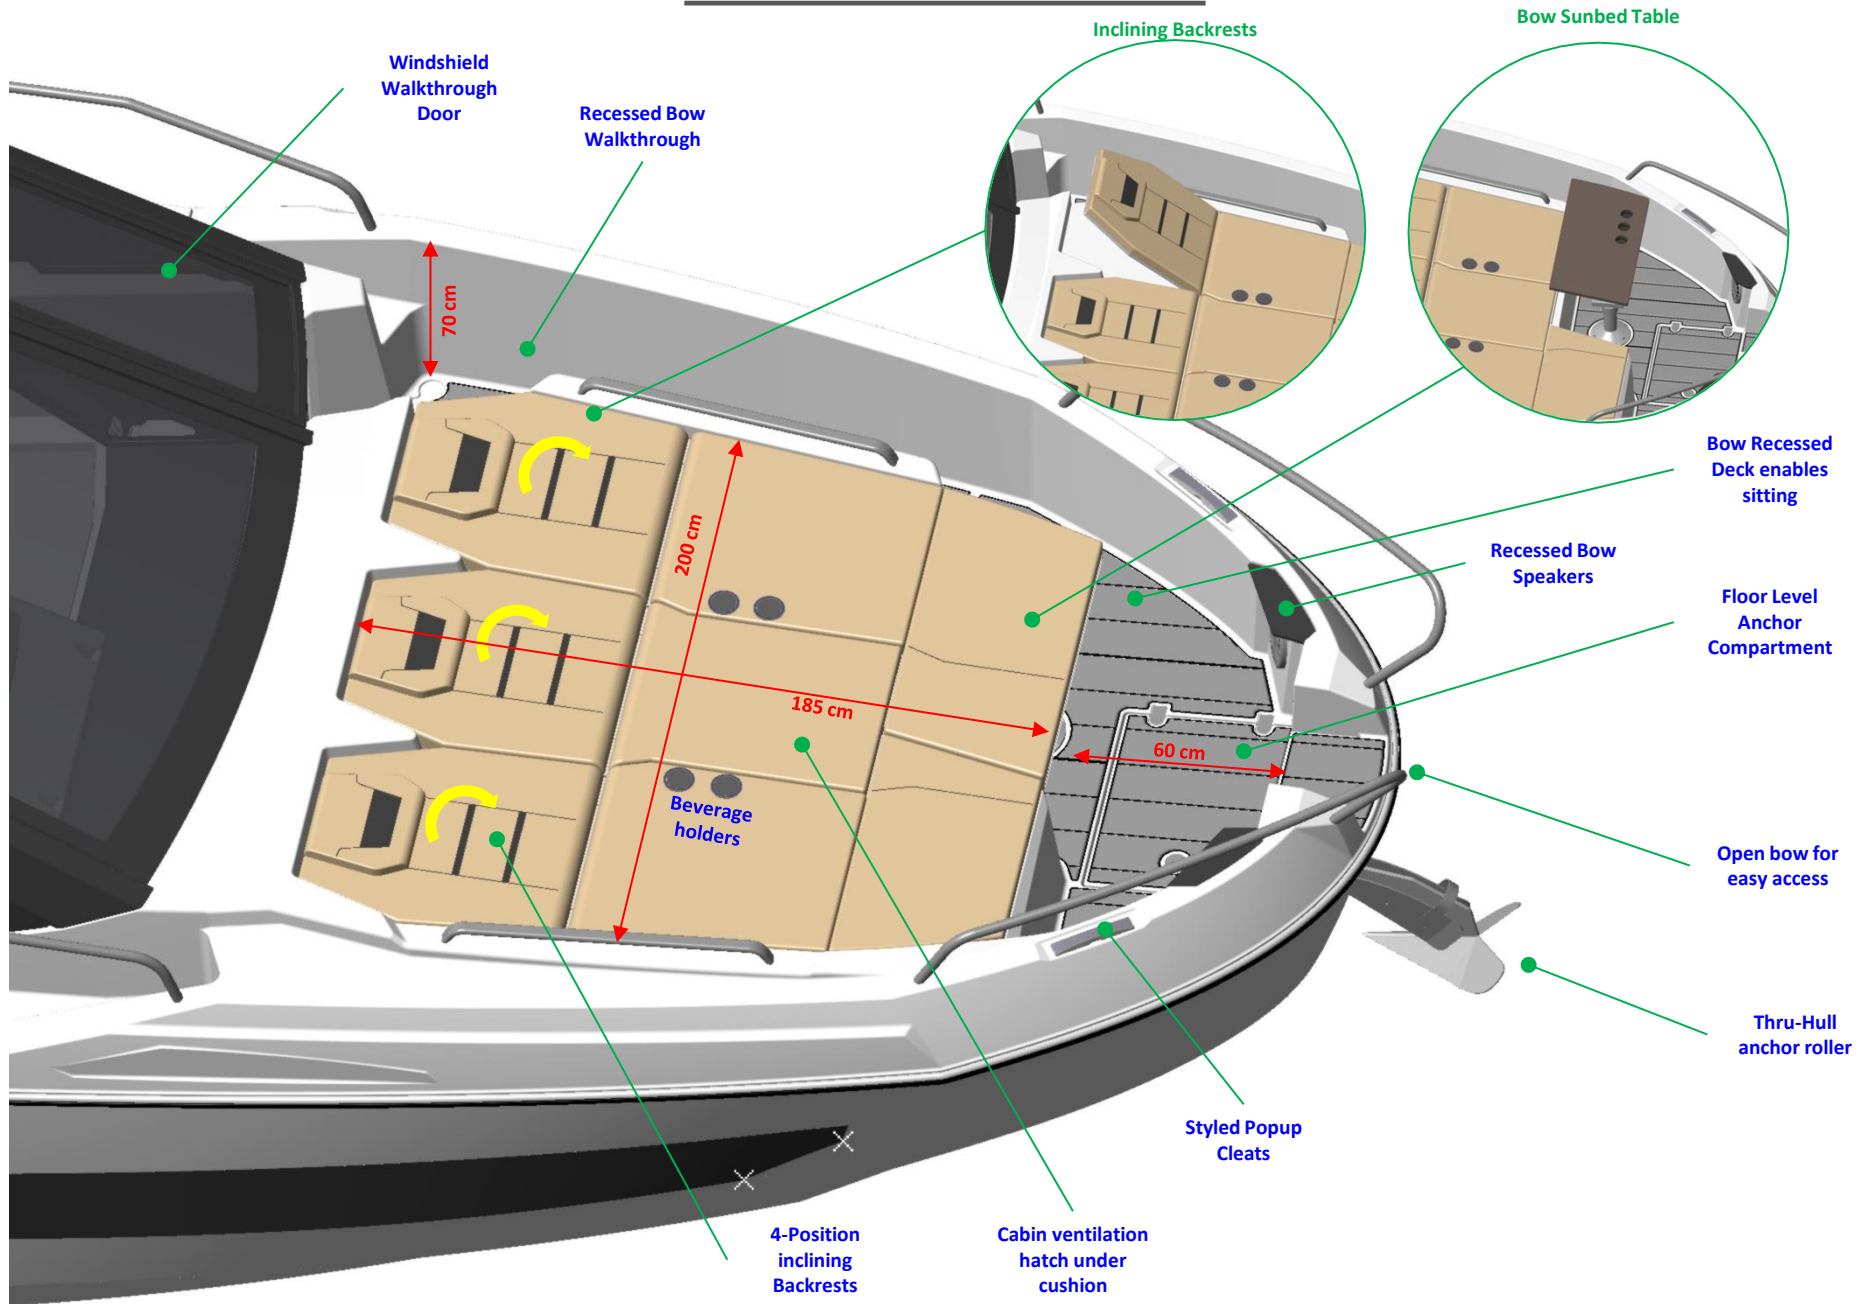 Inclining Backrests
Bow Sunbed Table
Windshield
Walkthrough
Door
Recessed Bow
Walkthrough
70 cm
Bow Recessed
Deck enables
sitting
200 cm
Recessed Bow
Speakers
Floor Level
Anchor
Compartment
185 cm
60 cm
Beverage
holders
Open bow for
easy access
Thru-Hull
anchor roller
Styled Popup
Cleats
4-Position
inclining
Backrests
Cabin ventilation
hatch under
cushion